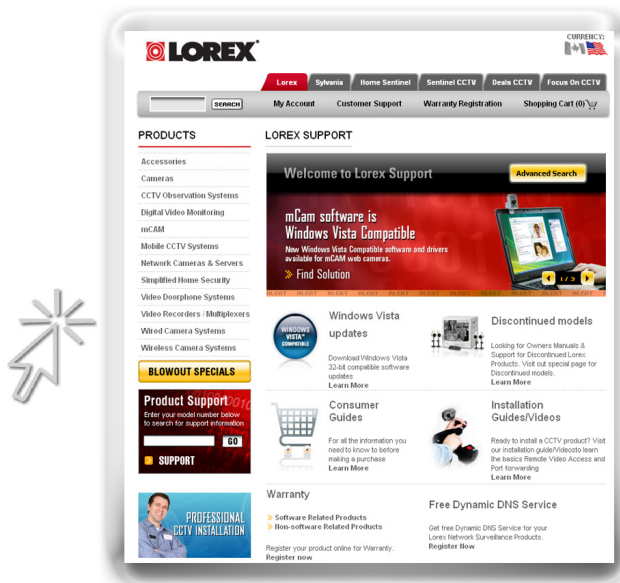 CURRENCY:
LOREX
Lorex
Sylvania
Home Sentinel
Sentinel CCTV
Deals CCTV
Focus On CCTV
SEARCH
My Account
Customer Support
Warranty Registration
Shopping Cart (0)
PRODUCTS
Accessories
Cameras
CCTV Observation Systems
Digital Video Monitoring
mCAM
Mobile CCTV Systems
Network Cameras & Servers
Simplified Home Security
Video Doorphone Systems
Video Recorders / Multiplexers
Wired Camera Systems
Wireless Camera Systems
BLOWOUT SPECIALS
Product Support
Enter your model number below
to search for support information
GO
SUPPORT
PROFESSIONAL
CCTV INSTALLATION
LOREX SUPPORT
Welcome to Lorex Support
Advanced Search
mCam software is
Windows Vista Compatible
New Windows Vista Compatible software and drivers
available for mCAM web cameras.
Find Solution
1 / 3
ALERT ALERT ALERT ALERT ALERT ALERT ALERT ALERT ALERT ALERT
WINDOWS
VISTA™
COMPATIBLE
Windows Vista
updates
Download Windows Vista
32-bit compatible software
updates
Learn More
Discontinued models
Looking for Owners Manuals &
Support for Discontinued Lorex
Products. Visit out special page for
Discontinued models.
Learn More
Consumer
Guides
For all the information you
need to know to before
making a purchase
Learn More
Installation
Guides/Videos
Ready to install a CCTV product? Visit
our installation guide/Videosto learn
the basics Remote Video Access and
Port forwarding
Learn More
Warranty
Software Related Products
Non-software Related Products
Register your product online for Warranty.
Register now
Free Dynamic DNS Service
Get free Dynamic DNS Service for your
Lorex Network Surveillance Products.
Register Now